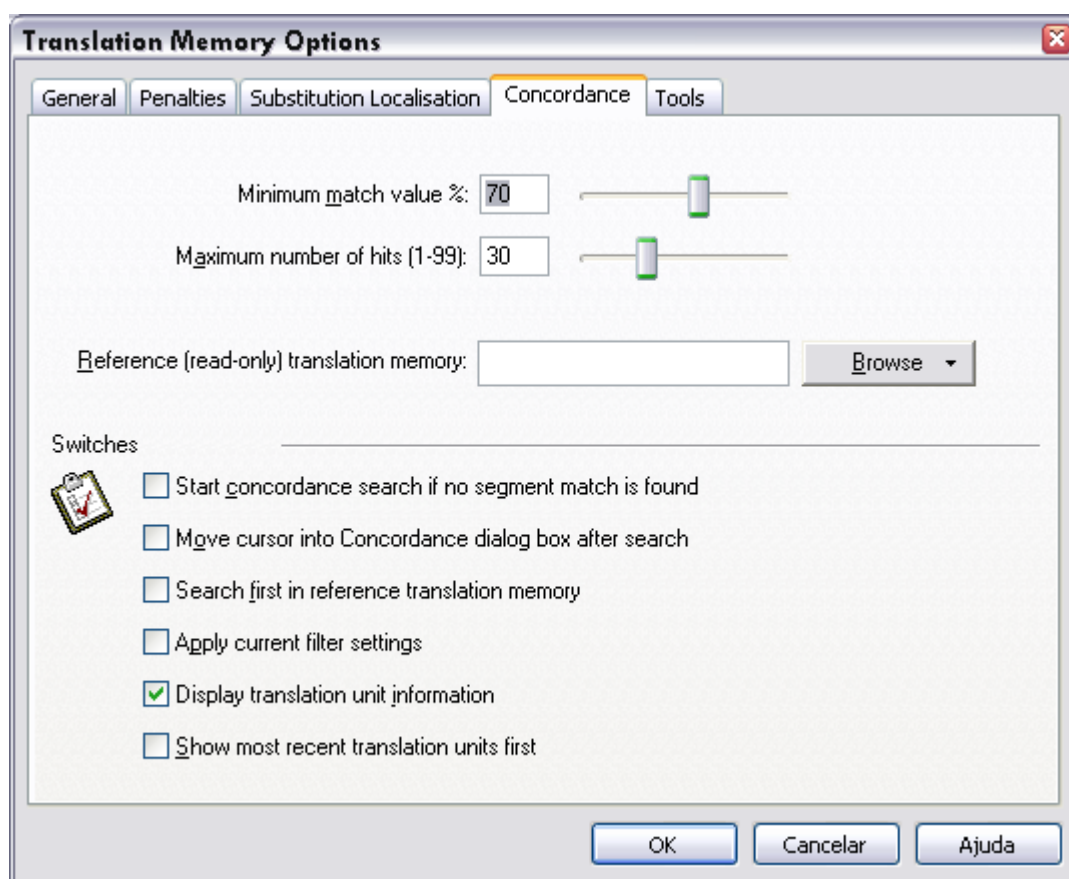 Translation Memory Options
General Penalties Substitution Localisation Concordance Tools
Minimum match value %: 70
Maximum number of hits (1-99): 30
Reference (read-only) translation memory: Browse
Switches
Start concordance search if no segment match is found
Move cursor into Concordance dialog box after search
Search first in reference translation memory
Apply current filter settings
Display translation unit information
Show most recent translation units first
OK Cancelar Ajuda